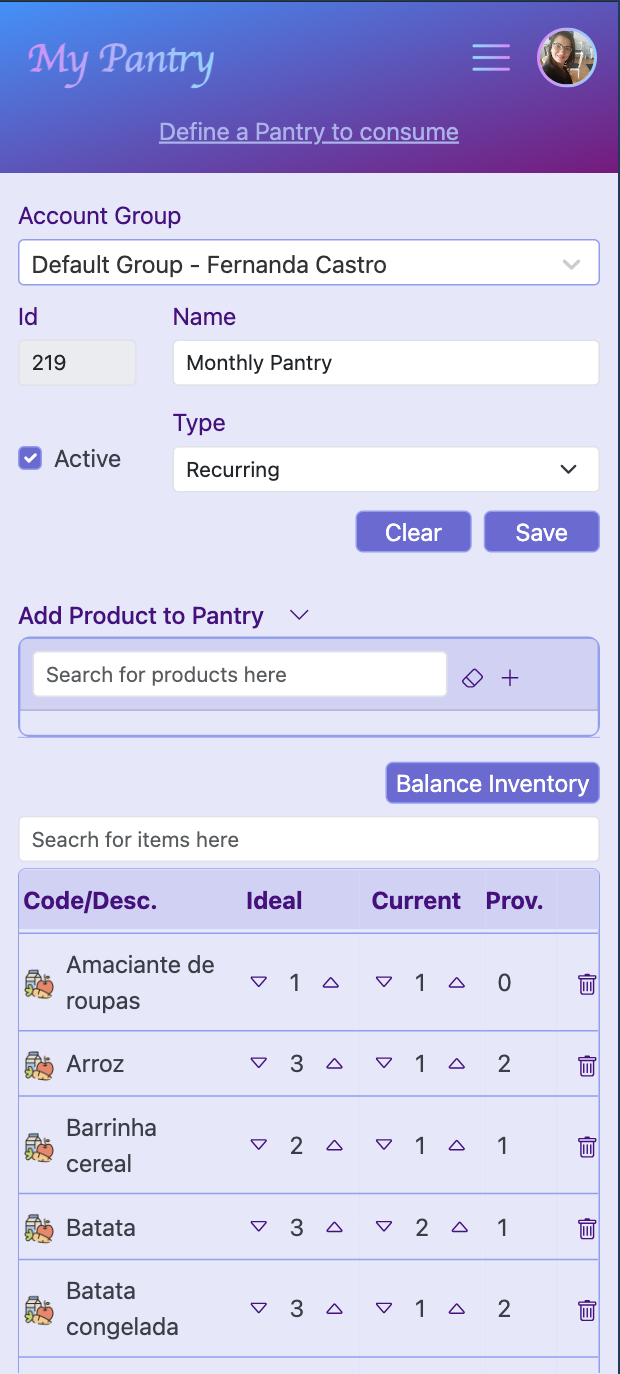 My Pantry
Define a Pantry to consume
Account Group
Default Group - Fernanda Castro
Id Name
219 Monthly Pantry
Type
Active
Recurring
Clear Save
Add Product to Pantry
Search for products here
Balance Inventory
Seacrh for items here
Code/Desc. Ideal Current Prov.
Amaciante de
roupas 1 1 0
Arroz 3 1 2
Barrinha
cereal 2 1 1
Batata 3 2 1
Batata
congelada 3 1 2